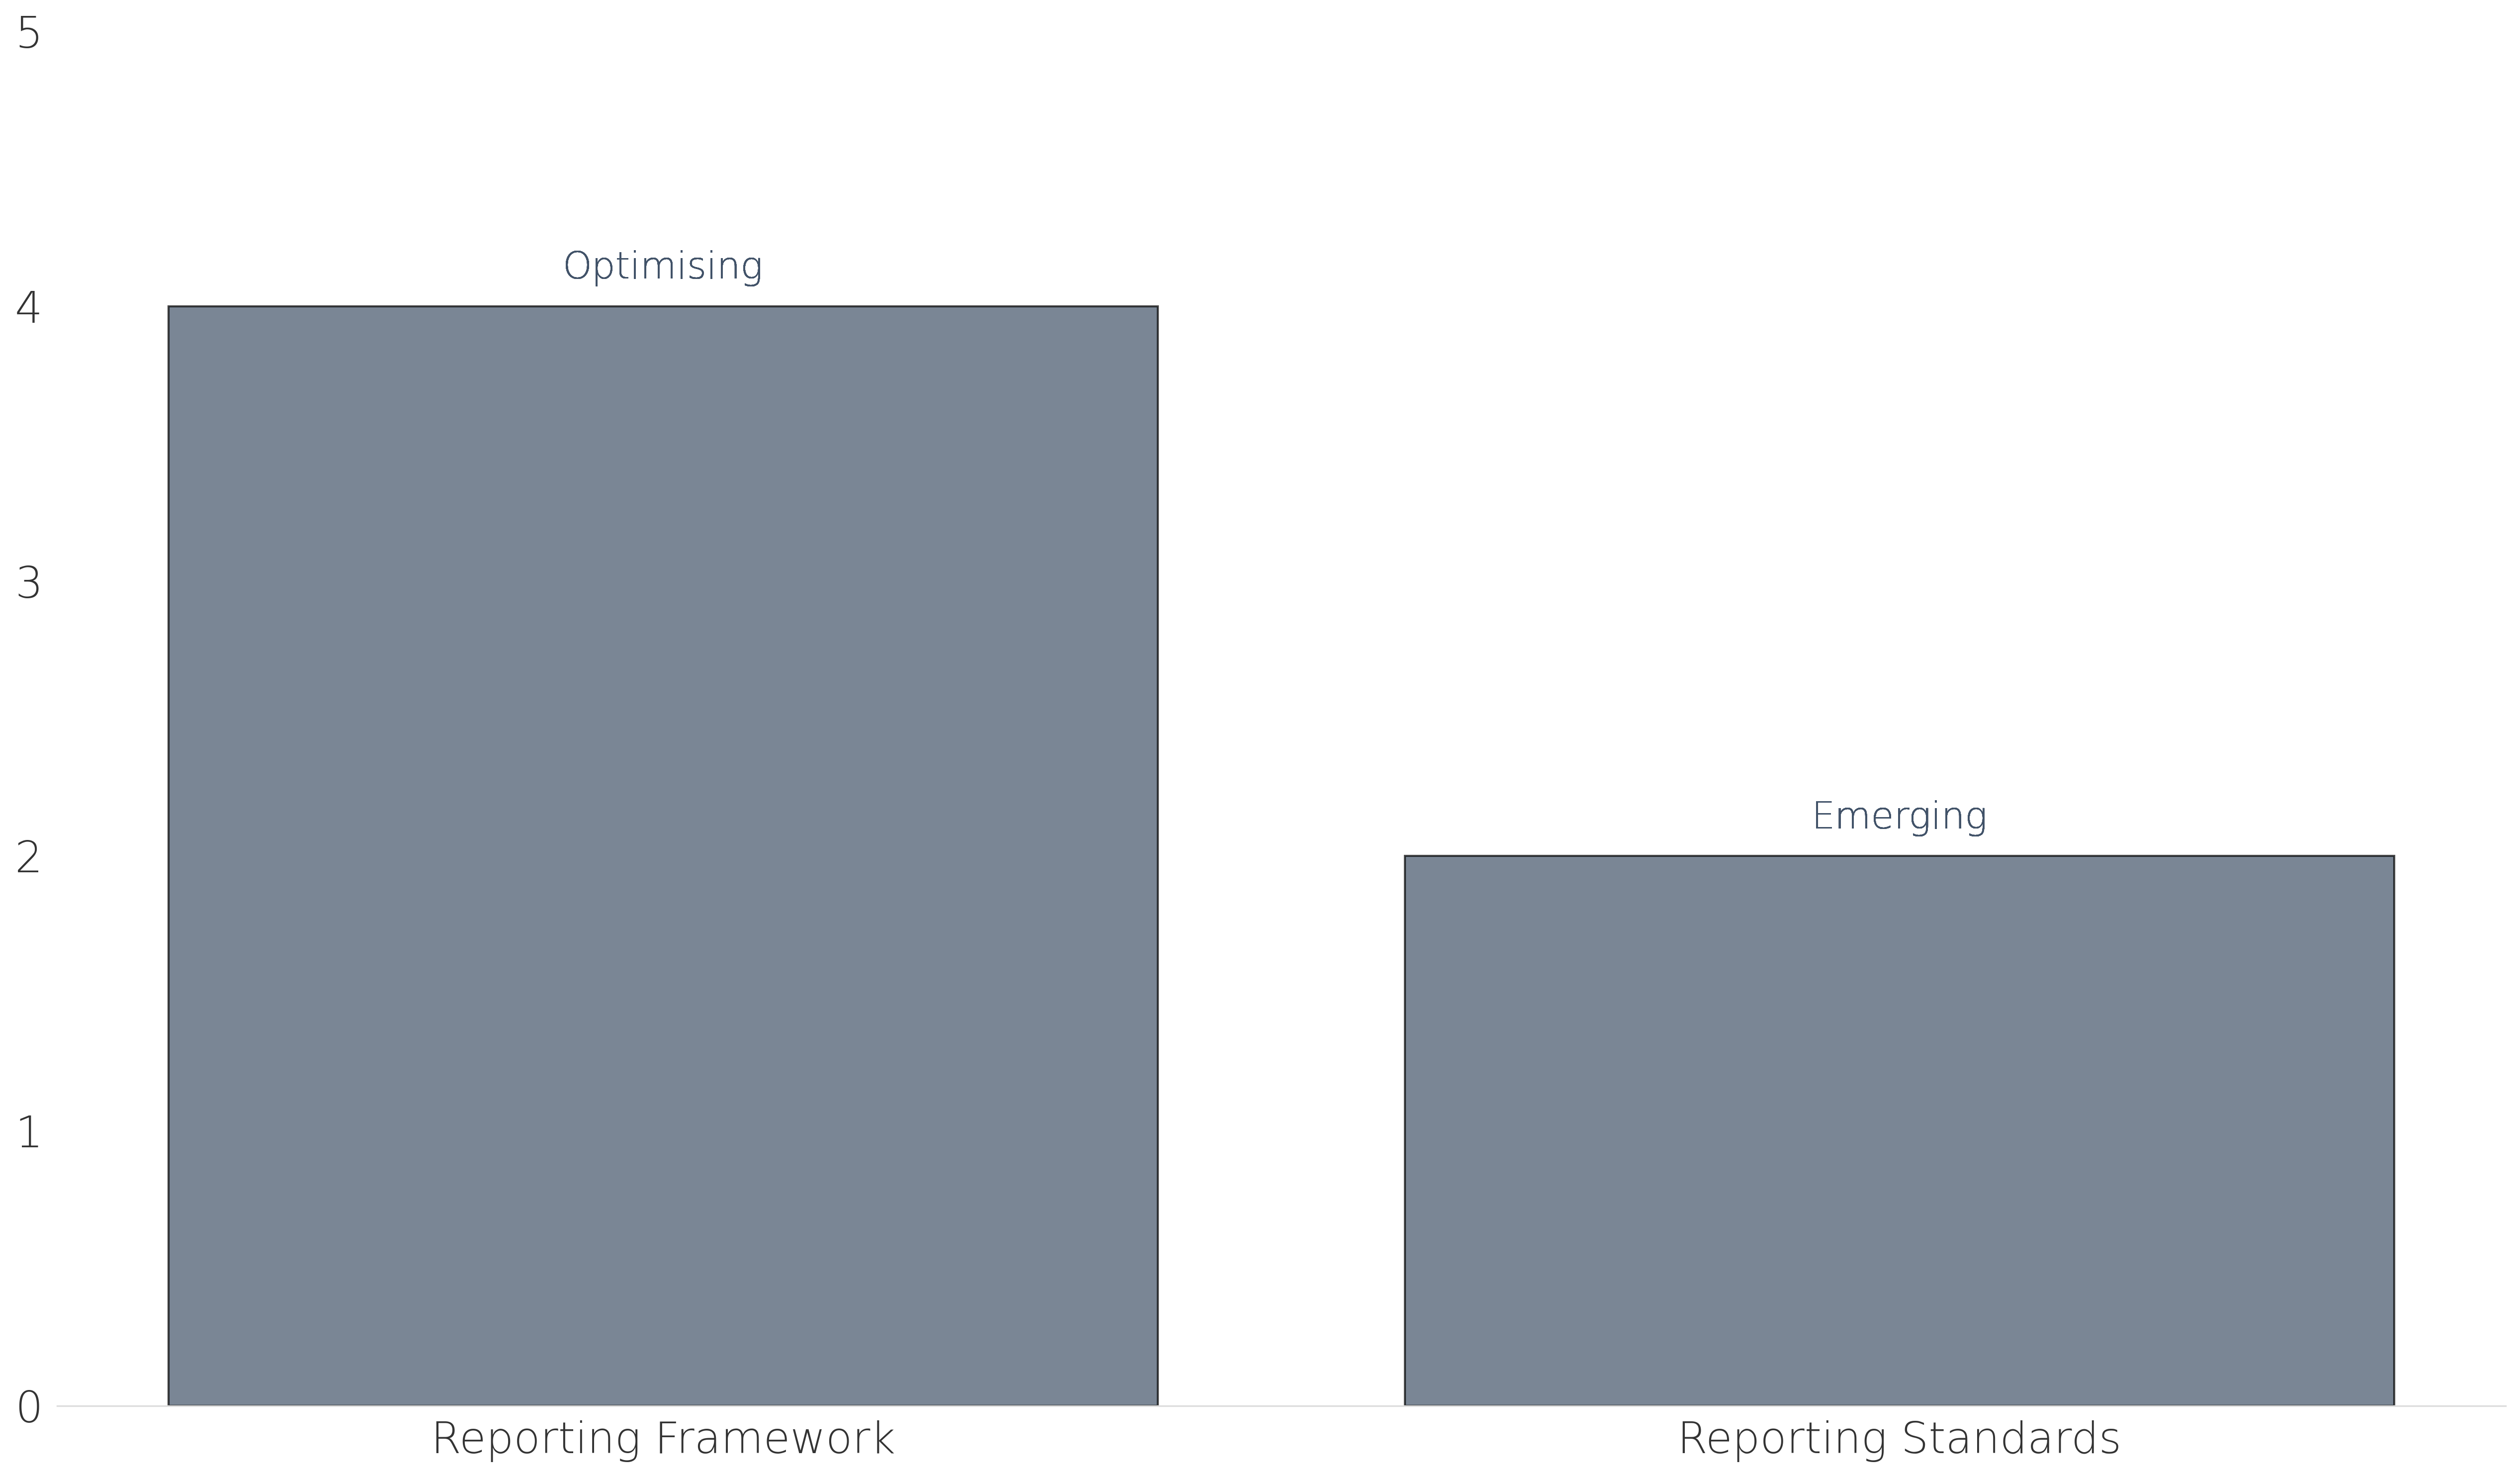 5
Optimising
4
3
Emerging
2
1
0
Reporting Framework
Reporting Standards